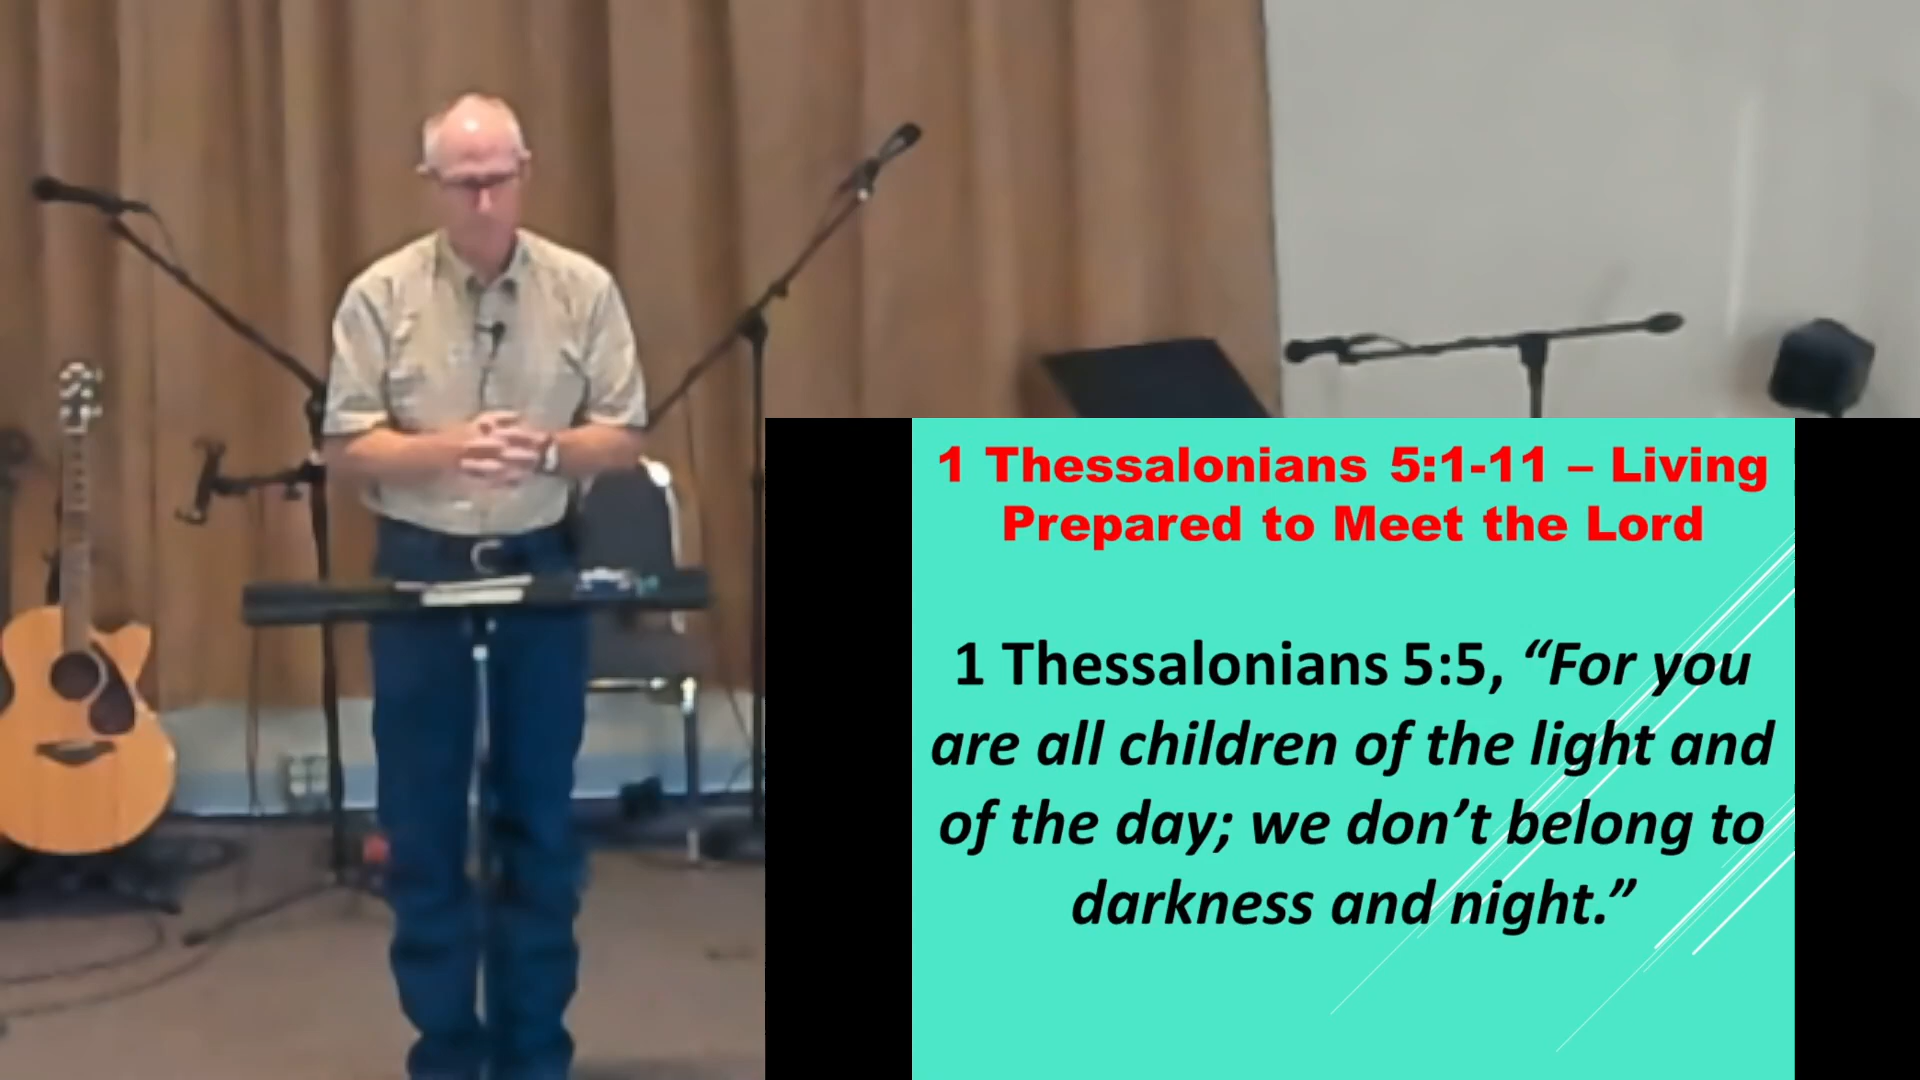 1 Thessalonians 5:1-11 – Living
Prepared to Meet the Lord
1 Thessalonians 5:5, “For you
are all children of the light and
of the day; we don’t belong to
darkness and night.”